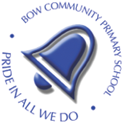 BOW COMMUNITY PRIMARY SCHOOL
• PRIDE IN ALL WE DO •